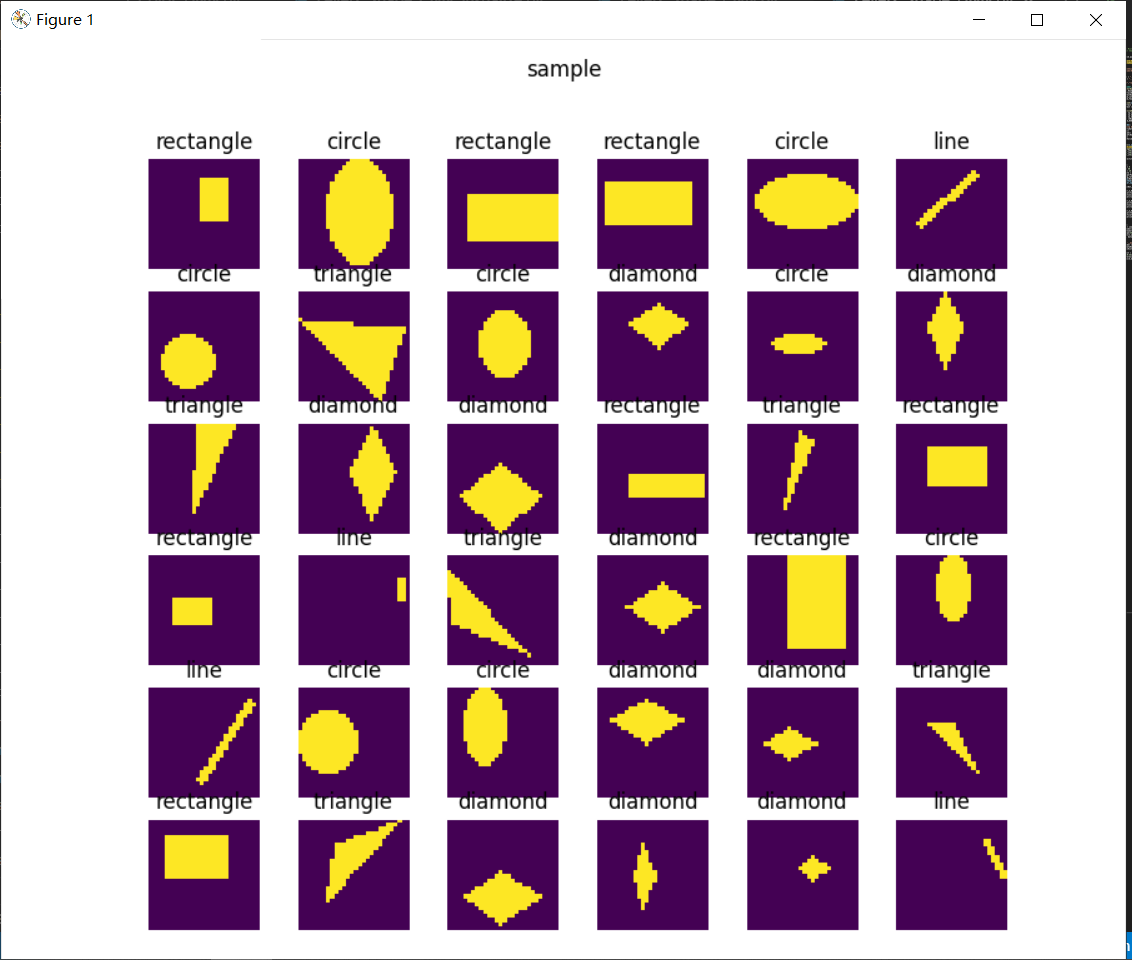 Figure 1
sample
rectangle circle rectangle rectangle circle line
circle triangle circle diamond circle diamond
triangle diamond diamond rectangle triangle rectangle
rectangle line triangle diamond rectangle circle
line circle circle diamond diamond triangle
rectangle triangle diamond diamond diamond line